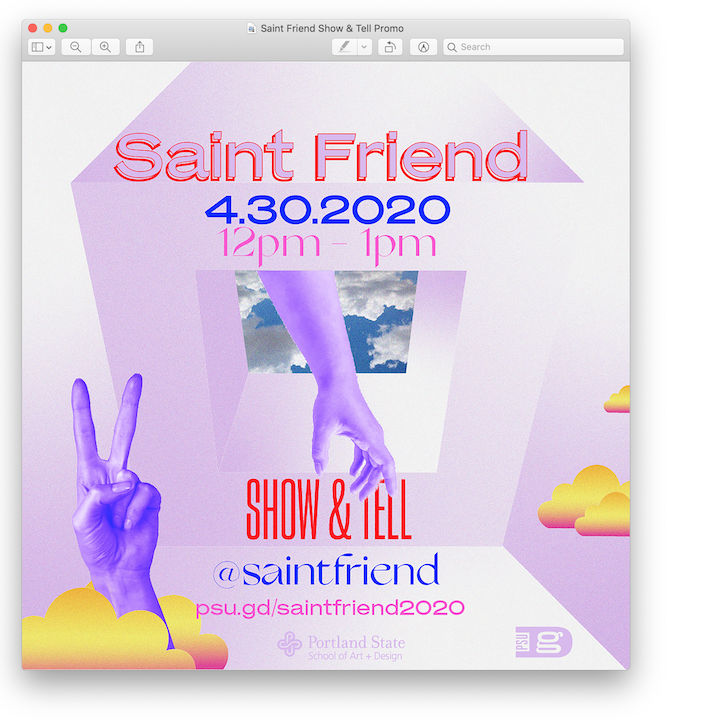 Saint Friend Show & Tell Promo
Search
Saint Friend
4.30.2020
12pm – 1pm
SHOW & TELL
@saintfriend
psu.gd/saintfriend2020
Portland State
School of Art + Design
PSU
g